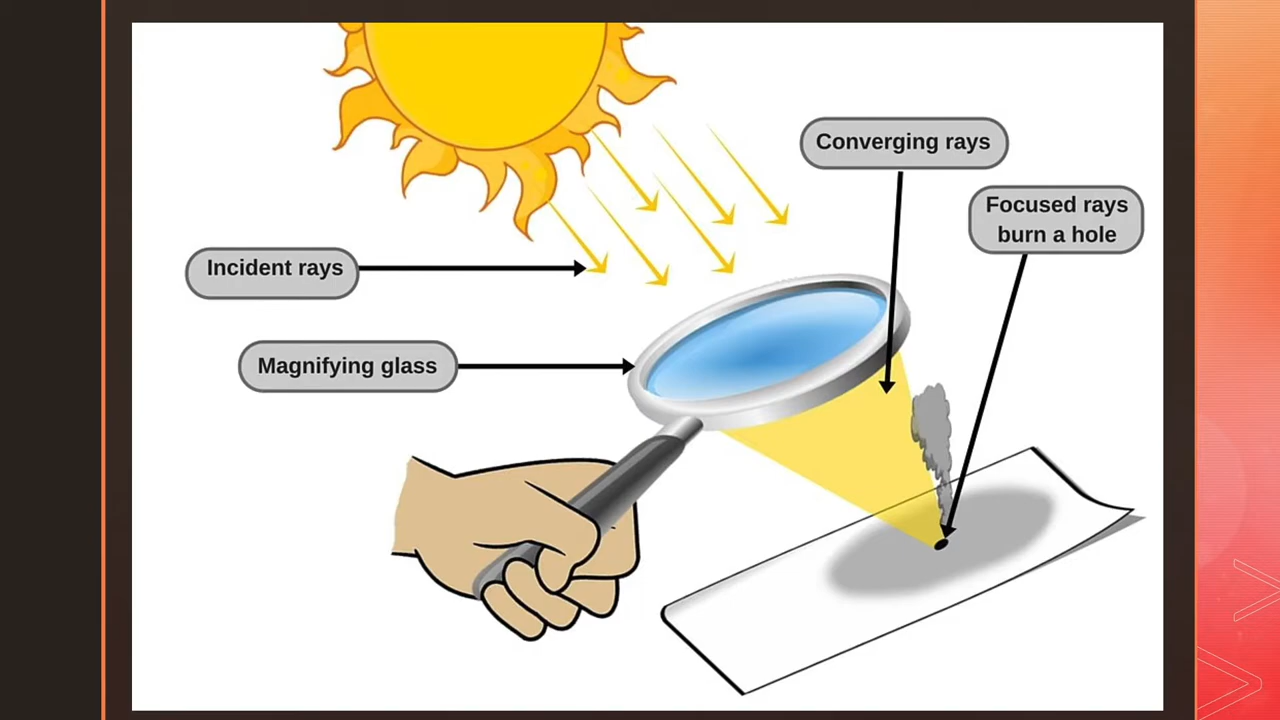 Converging rays
Focused rays
burn a hole
Incident rays
Magnifying glass